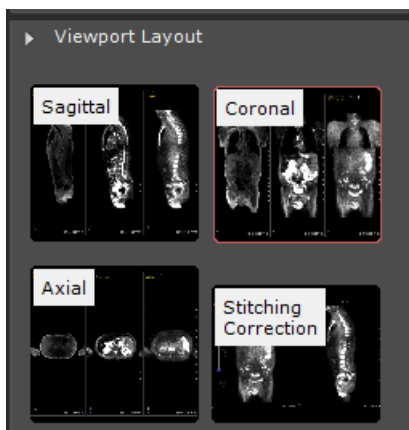 Viewport Layout
Sagittal
Coronal
Axial
Stitching
Correction